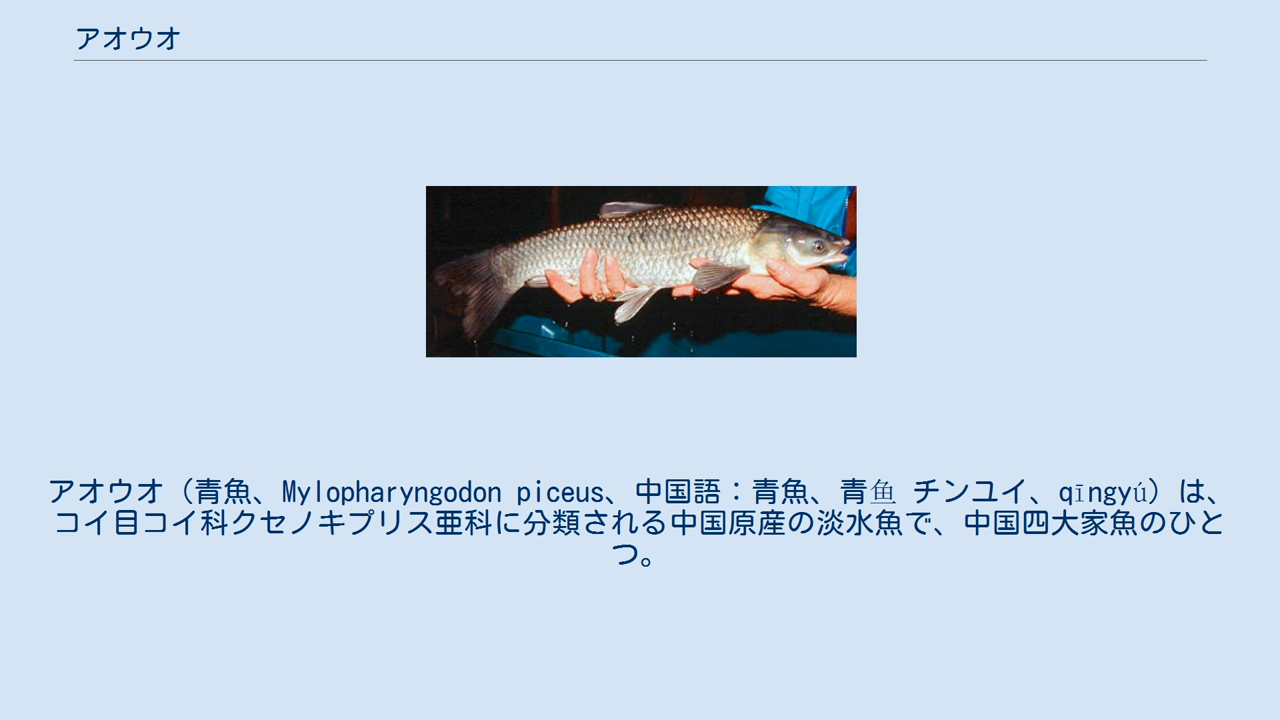 アオウオ
アオウオ（青魚、Mylopharyngodon piceus、中国語：青魚、青鱼 チンユイ、qīngyú）は、
コイ目コイ科クセノキプリス亜科に分類される中国原産の淡水魚で、中国四大家魚のひと
つ。